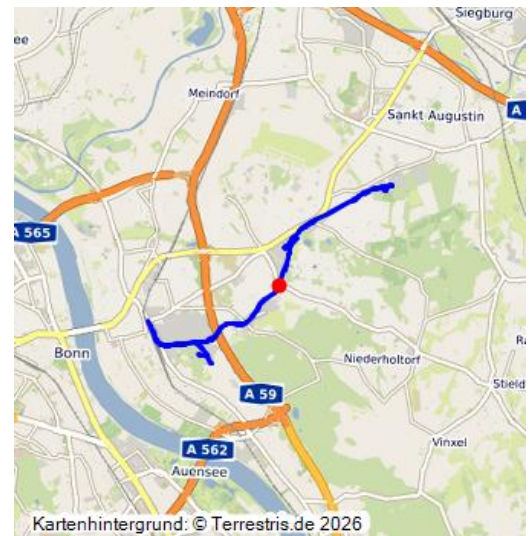 Siegburg
ee
Meindorf
Sankt Augustin
A
A 565
Bonn
Niederholtorf
Ra
Stield
A 59
A 562
Vinxel
Auensee
Kartenhintergrund: © Terrestris.de 2026